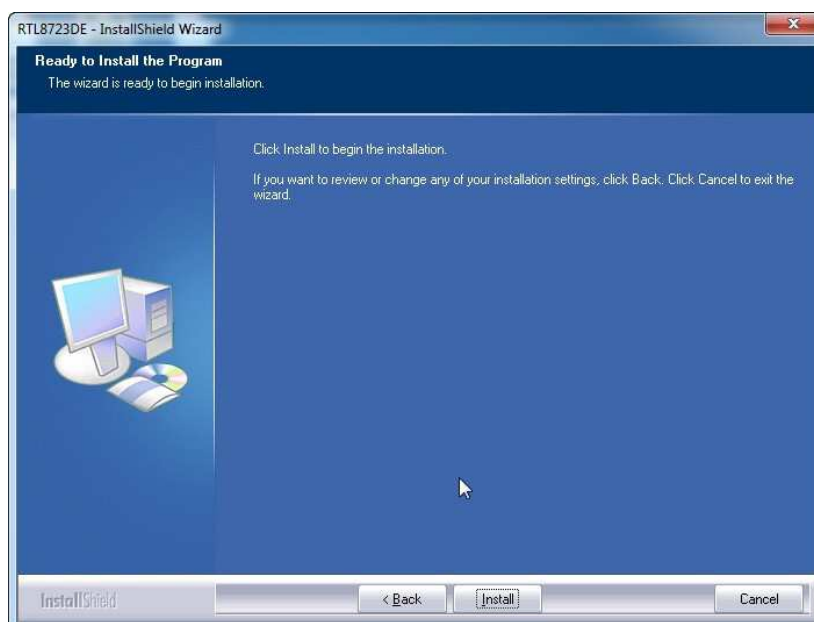 RTL8723DE - InstallShield Wizard
Ready to Install the Program
The wizard is ready to begin installation.
Click Install to begin the installation.
If you want to review or change any of your installation settings, click Back. Click Cancel to exit the
wizard.
InstallShield
< Back
Install
Cancel